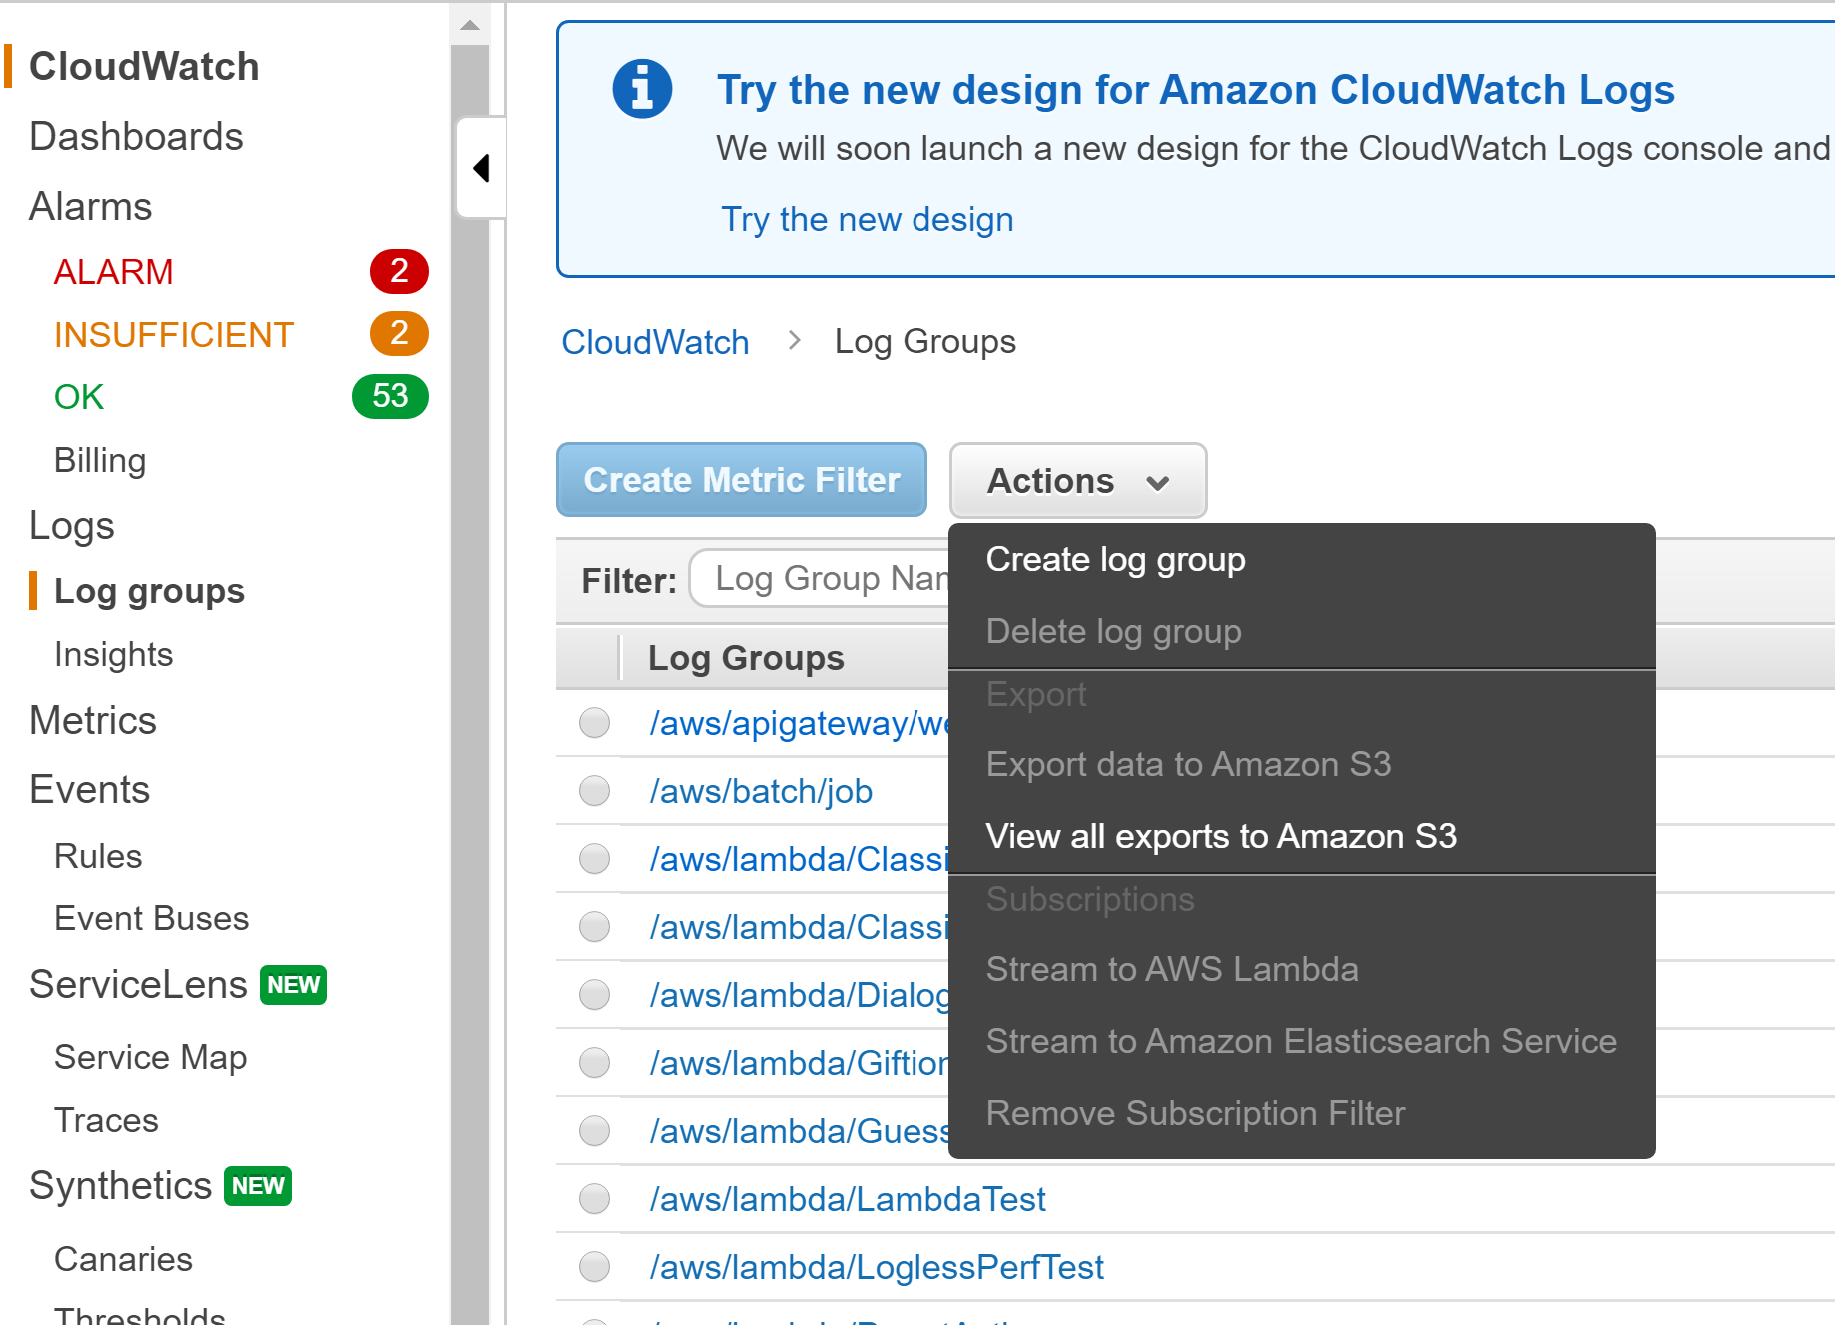 CloudWatch
Dashboards
Alarms
ALARM 2
INSUFFICIENT 2
OK 53
Billing
Logs
Log groups
Insights
Metrics
Events
Rules
Event Buses
ServiceLens NEW
Service Map
Traces
Synthetics NEW
Canaries
Thresholds
Try the new design for Amazon CloudWatch Logs
We will soon launch a new design for the CloudWatch Logs console and
Try the new design
CloudWatch > Log Groups
Create Metric Filter
Actions
Filter: Log Group Nan
Log Groups
/aws/apigateway/we
/aws/batch/job
/aws/lambda/Classi
/aws/lambda/Classi
/aws/lambda/Dialog
/aws/lambda/Giftion
/aws/lambda/Guess
/aws/lambda/LambdaTest
/aws/lambda/LoglessPerfTest
Create log group
Delete log group
Export
Export data to Amazon S3
View all exports to Amazon S3
Subscriptions
Stream to AWS Lambda
Stream to Amazon Elasticsearch Service
Remove Subscription Filter